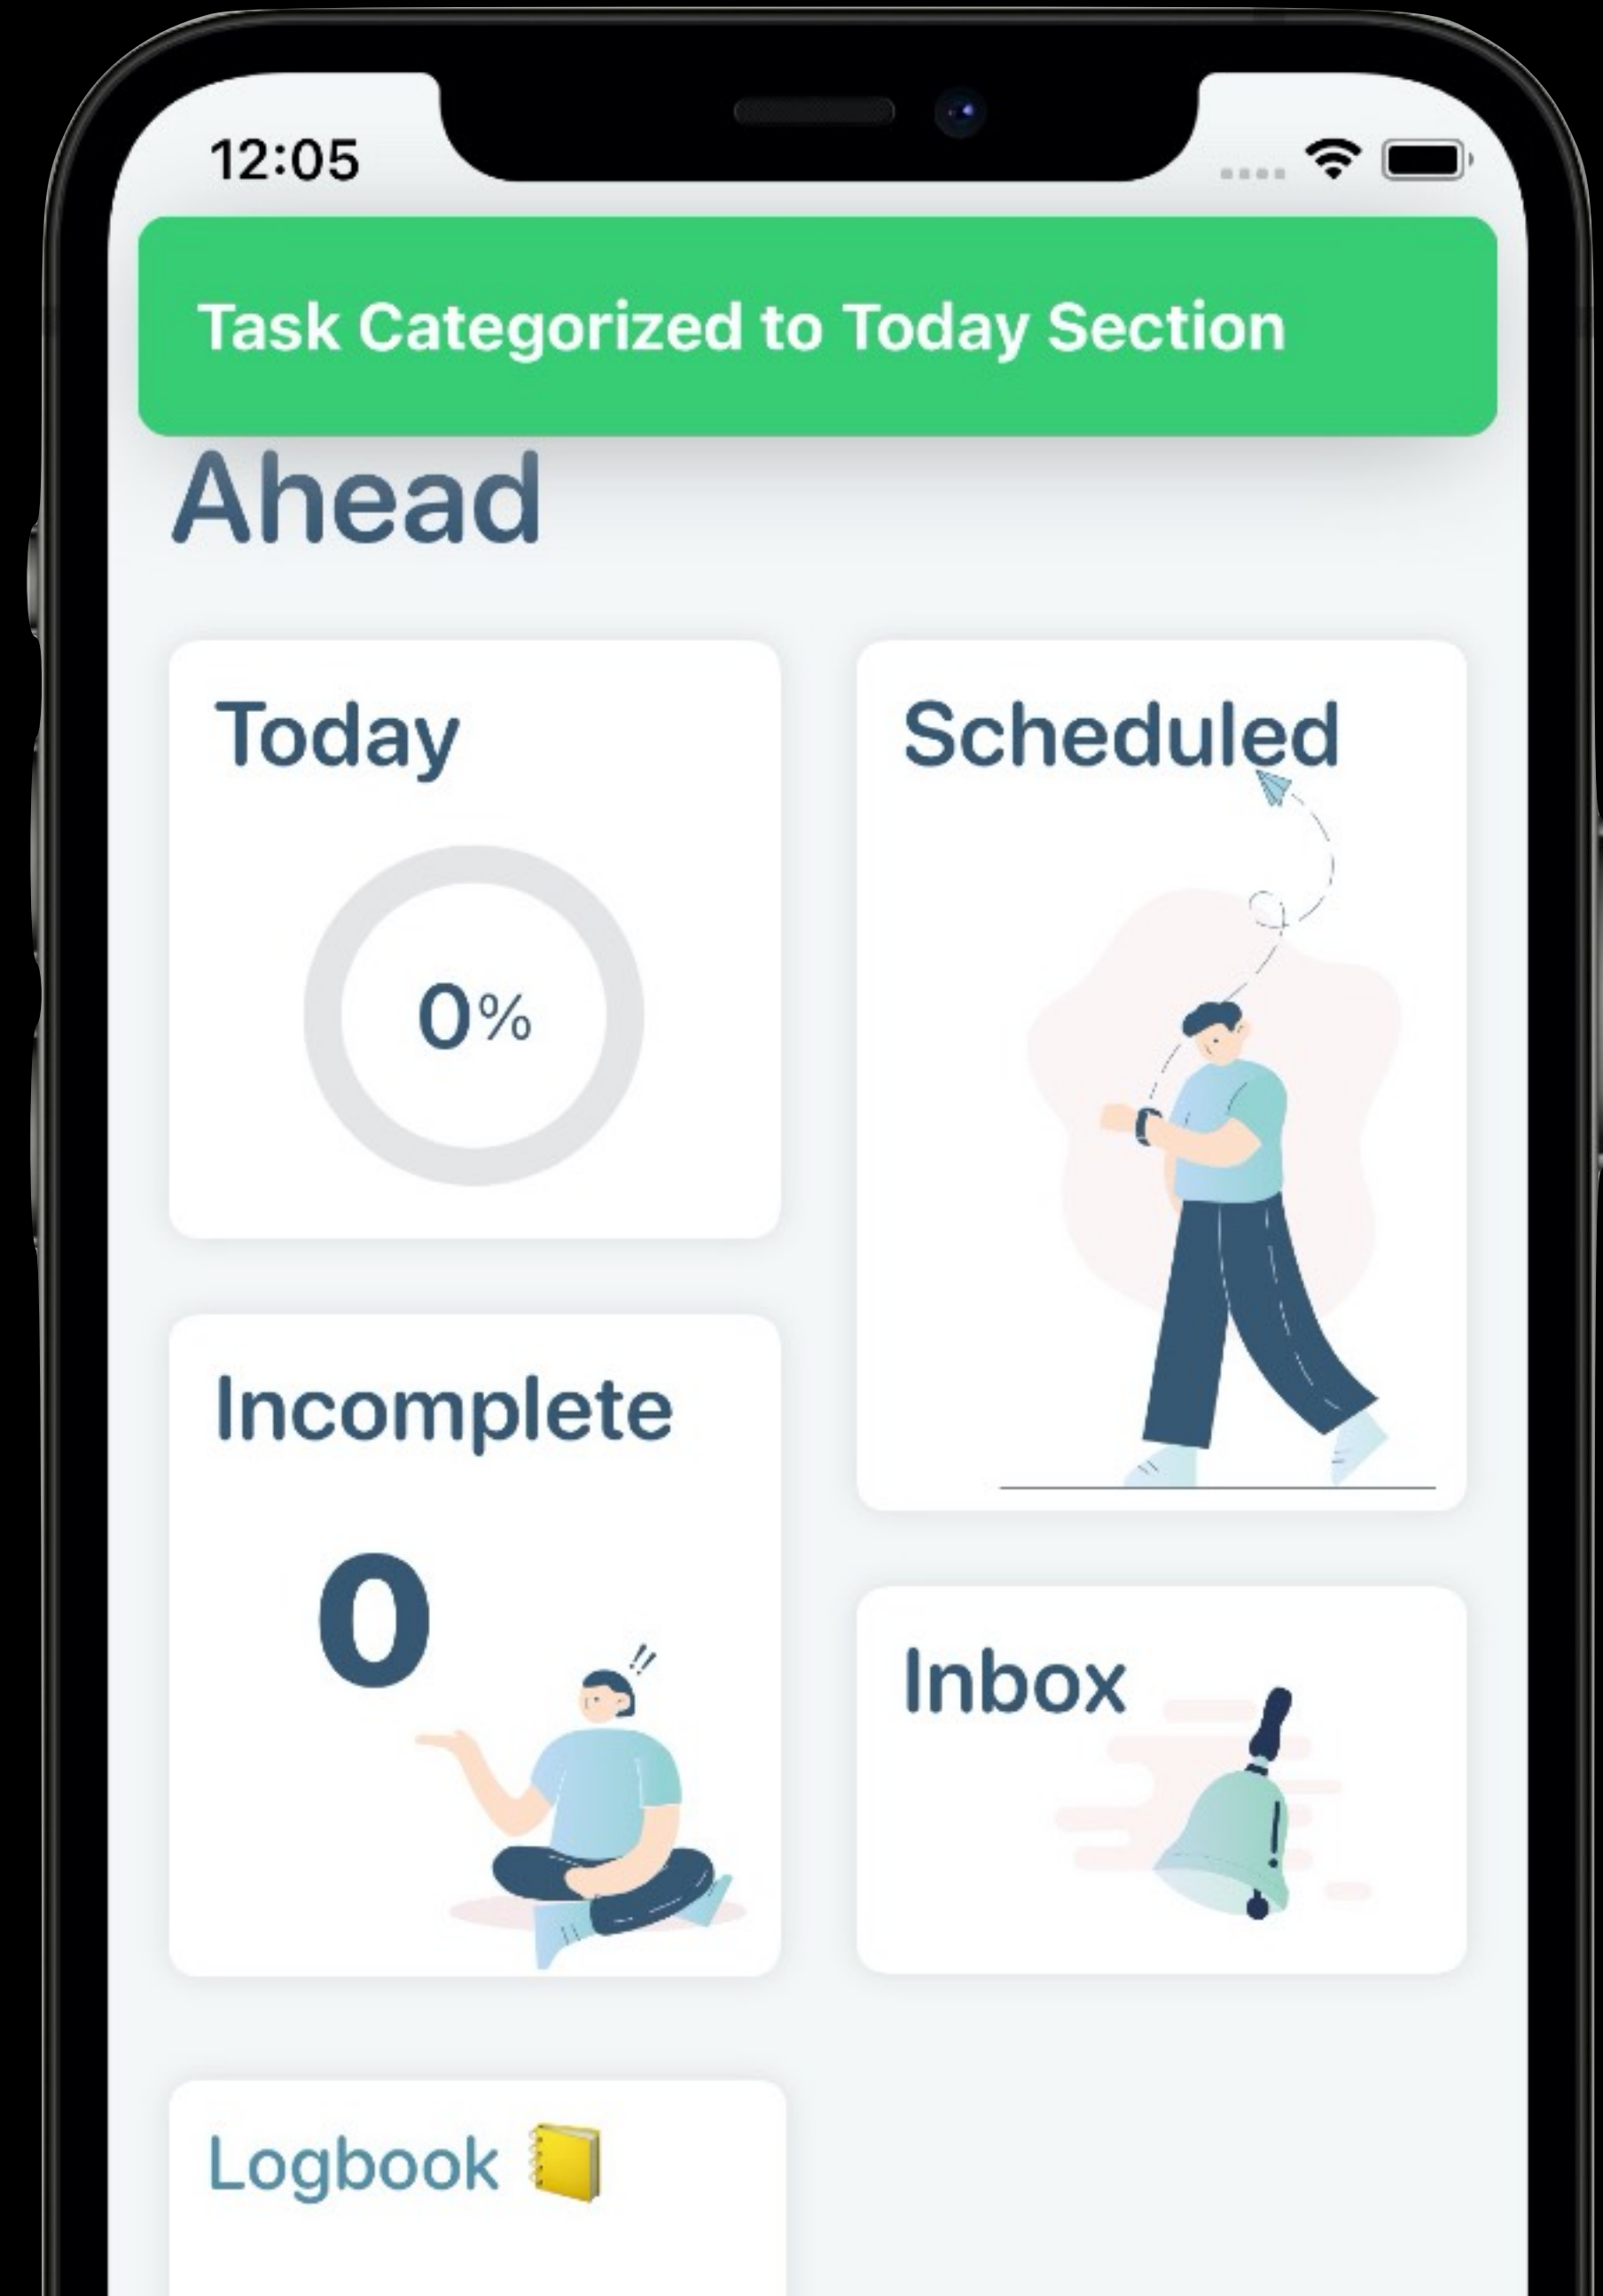 12:05
Task Categorized to Today Section
Ahead
Today
0%
Scheduled
Incomplete
0
Inbox
Logbook